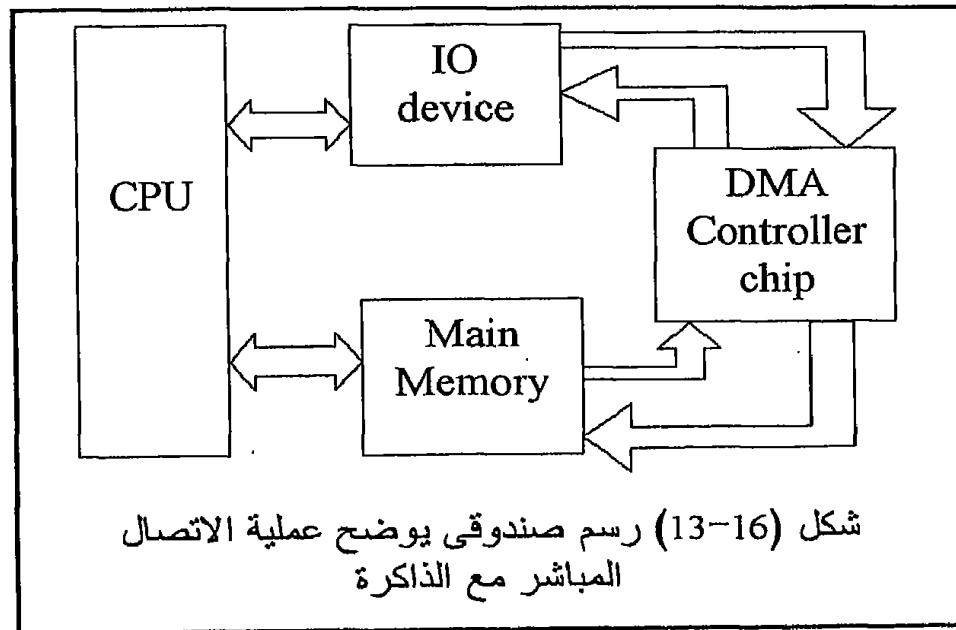 IO
device
CPU
DMA
Controller
chip
Main
Memory
شكل (16-13) رسم صندوقى يوضح عملية الاتصال
المباشر مع الذاكرة